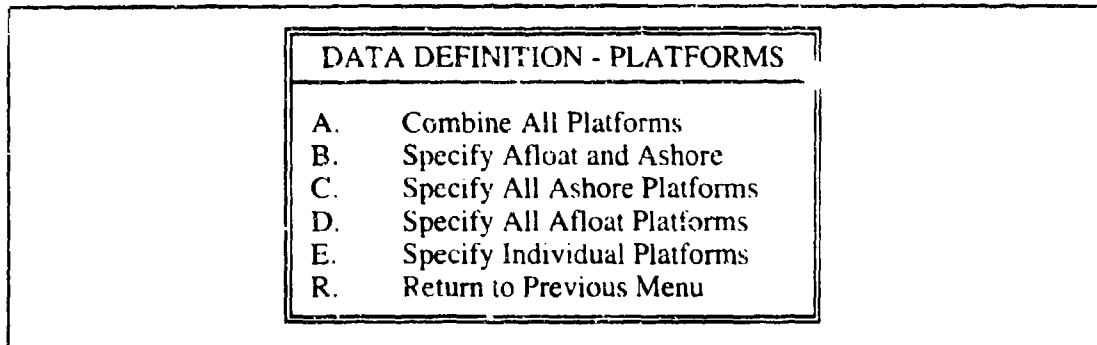 DATA DEFINITION - PLATFORMS
A. Combine All Platforms
B. Specify Afloat and Ashore
C. Specify All Ashore Platforms
D. Specify All Afloat Platforms
E. Specify Individual Platforms
R. Return to Previous Menu